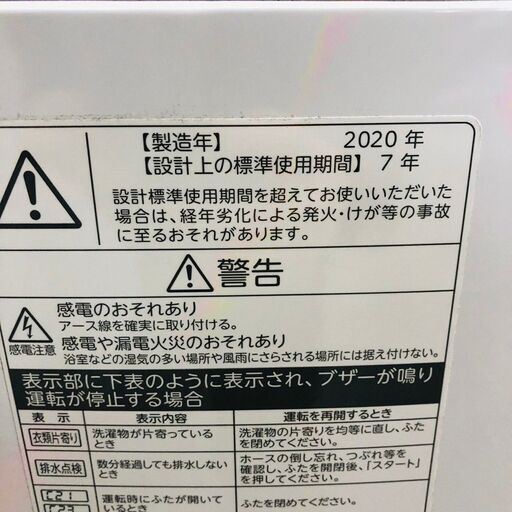 【製造年】 2020 年
【設計上の標準使用期間】 7 年
設計標準使用期間を超えてお使いいただいた
場合は、経年劣化による発火・けが等の事故
に至るおそれがあります。
警告
感電のおそれあり
アース線を確実に取り付ける。
感電や漏電火災のおそれあり
感電注意 浴室などの湿気の多い場所や風雨にさらされる場所には据え付けない。
表示部に下表のように表示され、ブザーが鳴り
運転が停止する場合
表 示 表示内容 運転を再開するとき
衣類片寄り 洗濯物が片寄っている
とき
洗濯物の片寄りを均等に直し、ふた
を閉めてください。
排水点検 数分経過しても排水しない
とき
ホースの倒し忘れ、つぶれ等を
確認し、ふたを開閉後、「スタート」
を押してください。
C21
C23
運転時にふたが開いて
いるとき
ふたを閉めてください。